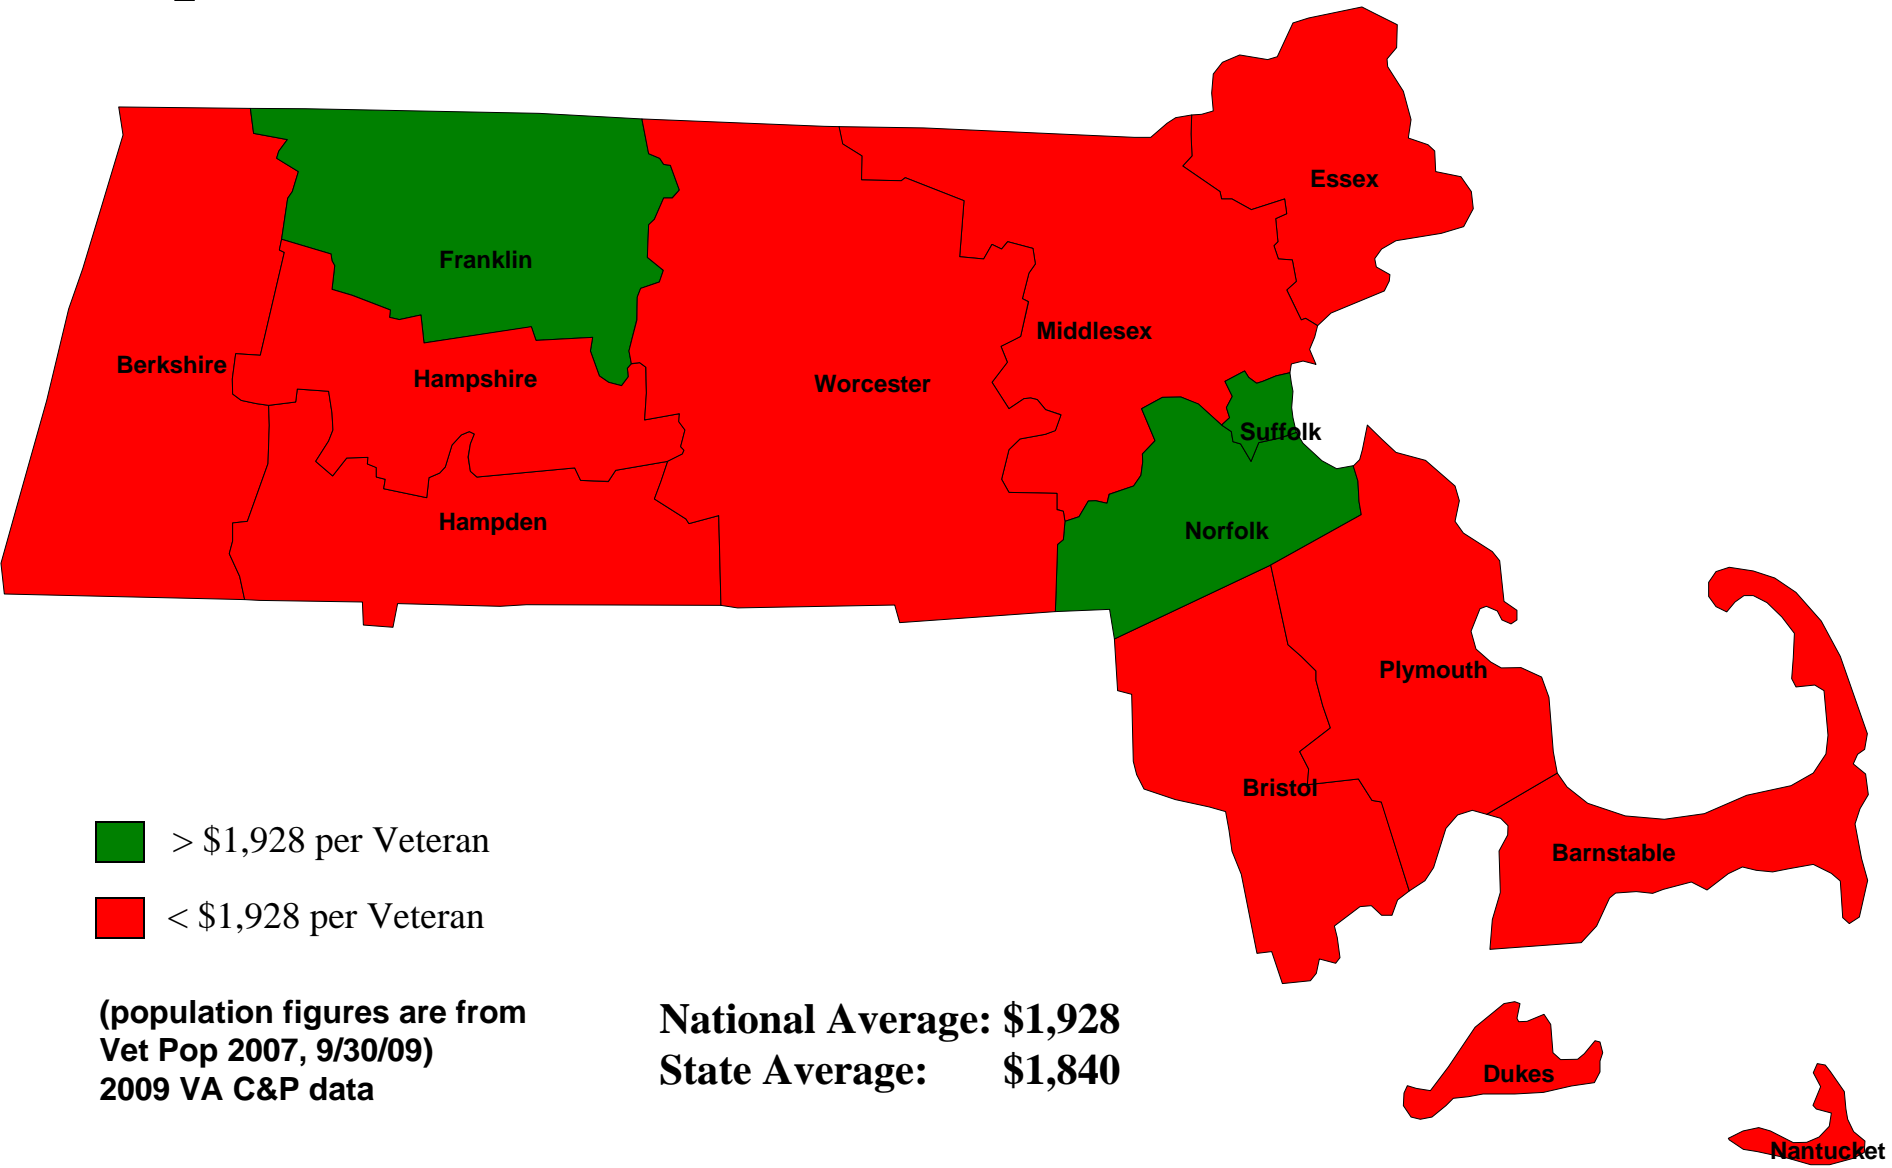 Essex
Franklin
Middlesex
Berkshire
Hampshire
Worcester
Suffolk
Hampden
Norfolk
Plymouth
Bristol
> $1,928 per Veteran
Barnstable
< $1,928 per Veteran
(population figures are from
Vet Pop 2007, 9/30/09)
2009 VA C&P data
National Average: $1,928
State Average: $1,840
Dukes
Nantucket